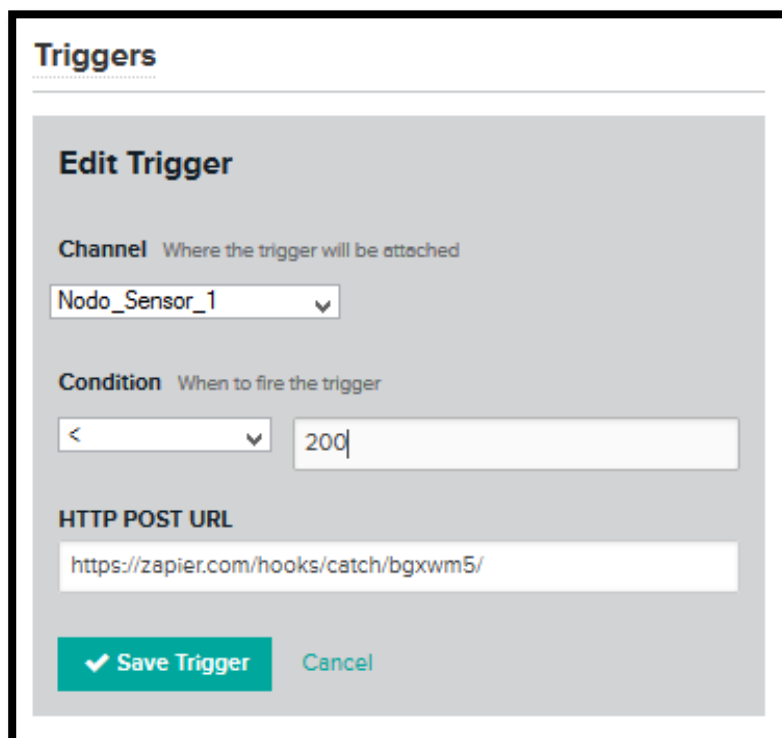 Triggers
Edit Trigger
Channel Where the trigger will be attached
Nodo_Sensor_1
Condition When to fire the trigger
< 200
HTTP POST URL
https://zapier.com/hooks/catch/bgxwm5/
Save Trigger Cancel